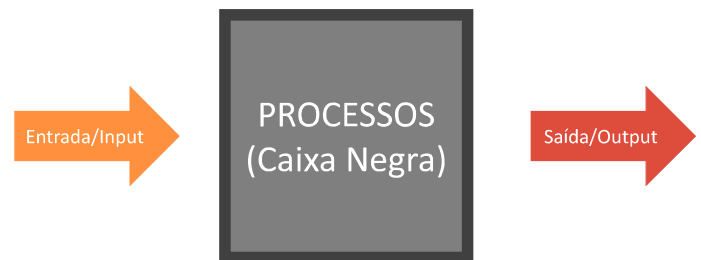 Entrada/Input
PROCESSOS
(Caixa Negra)
Saída/Output